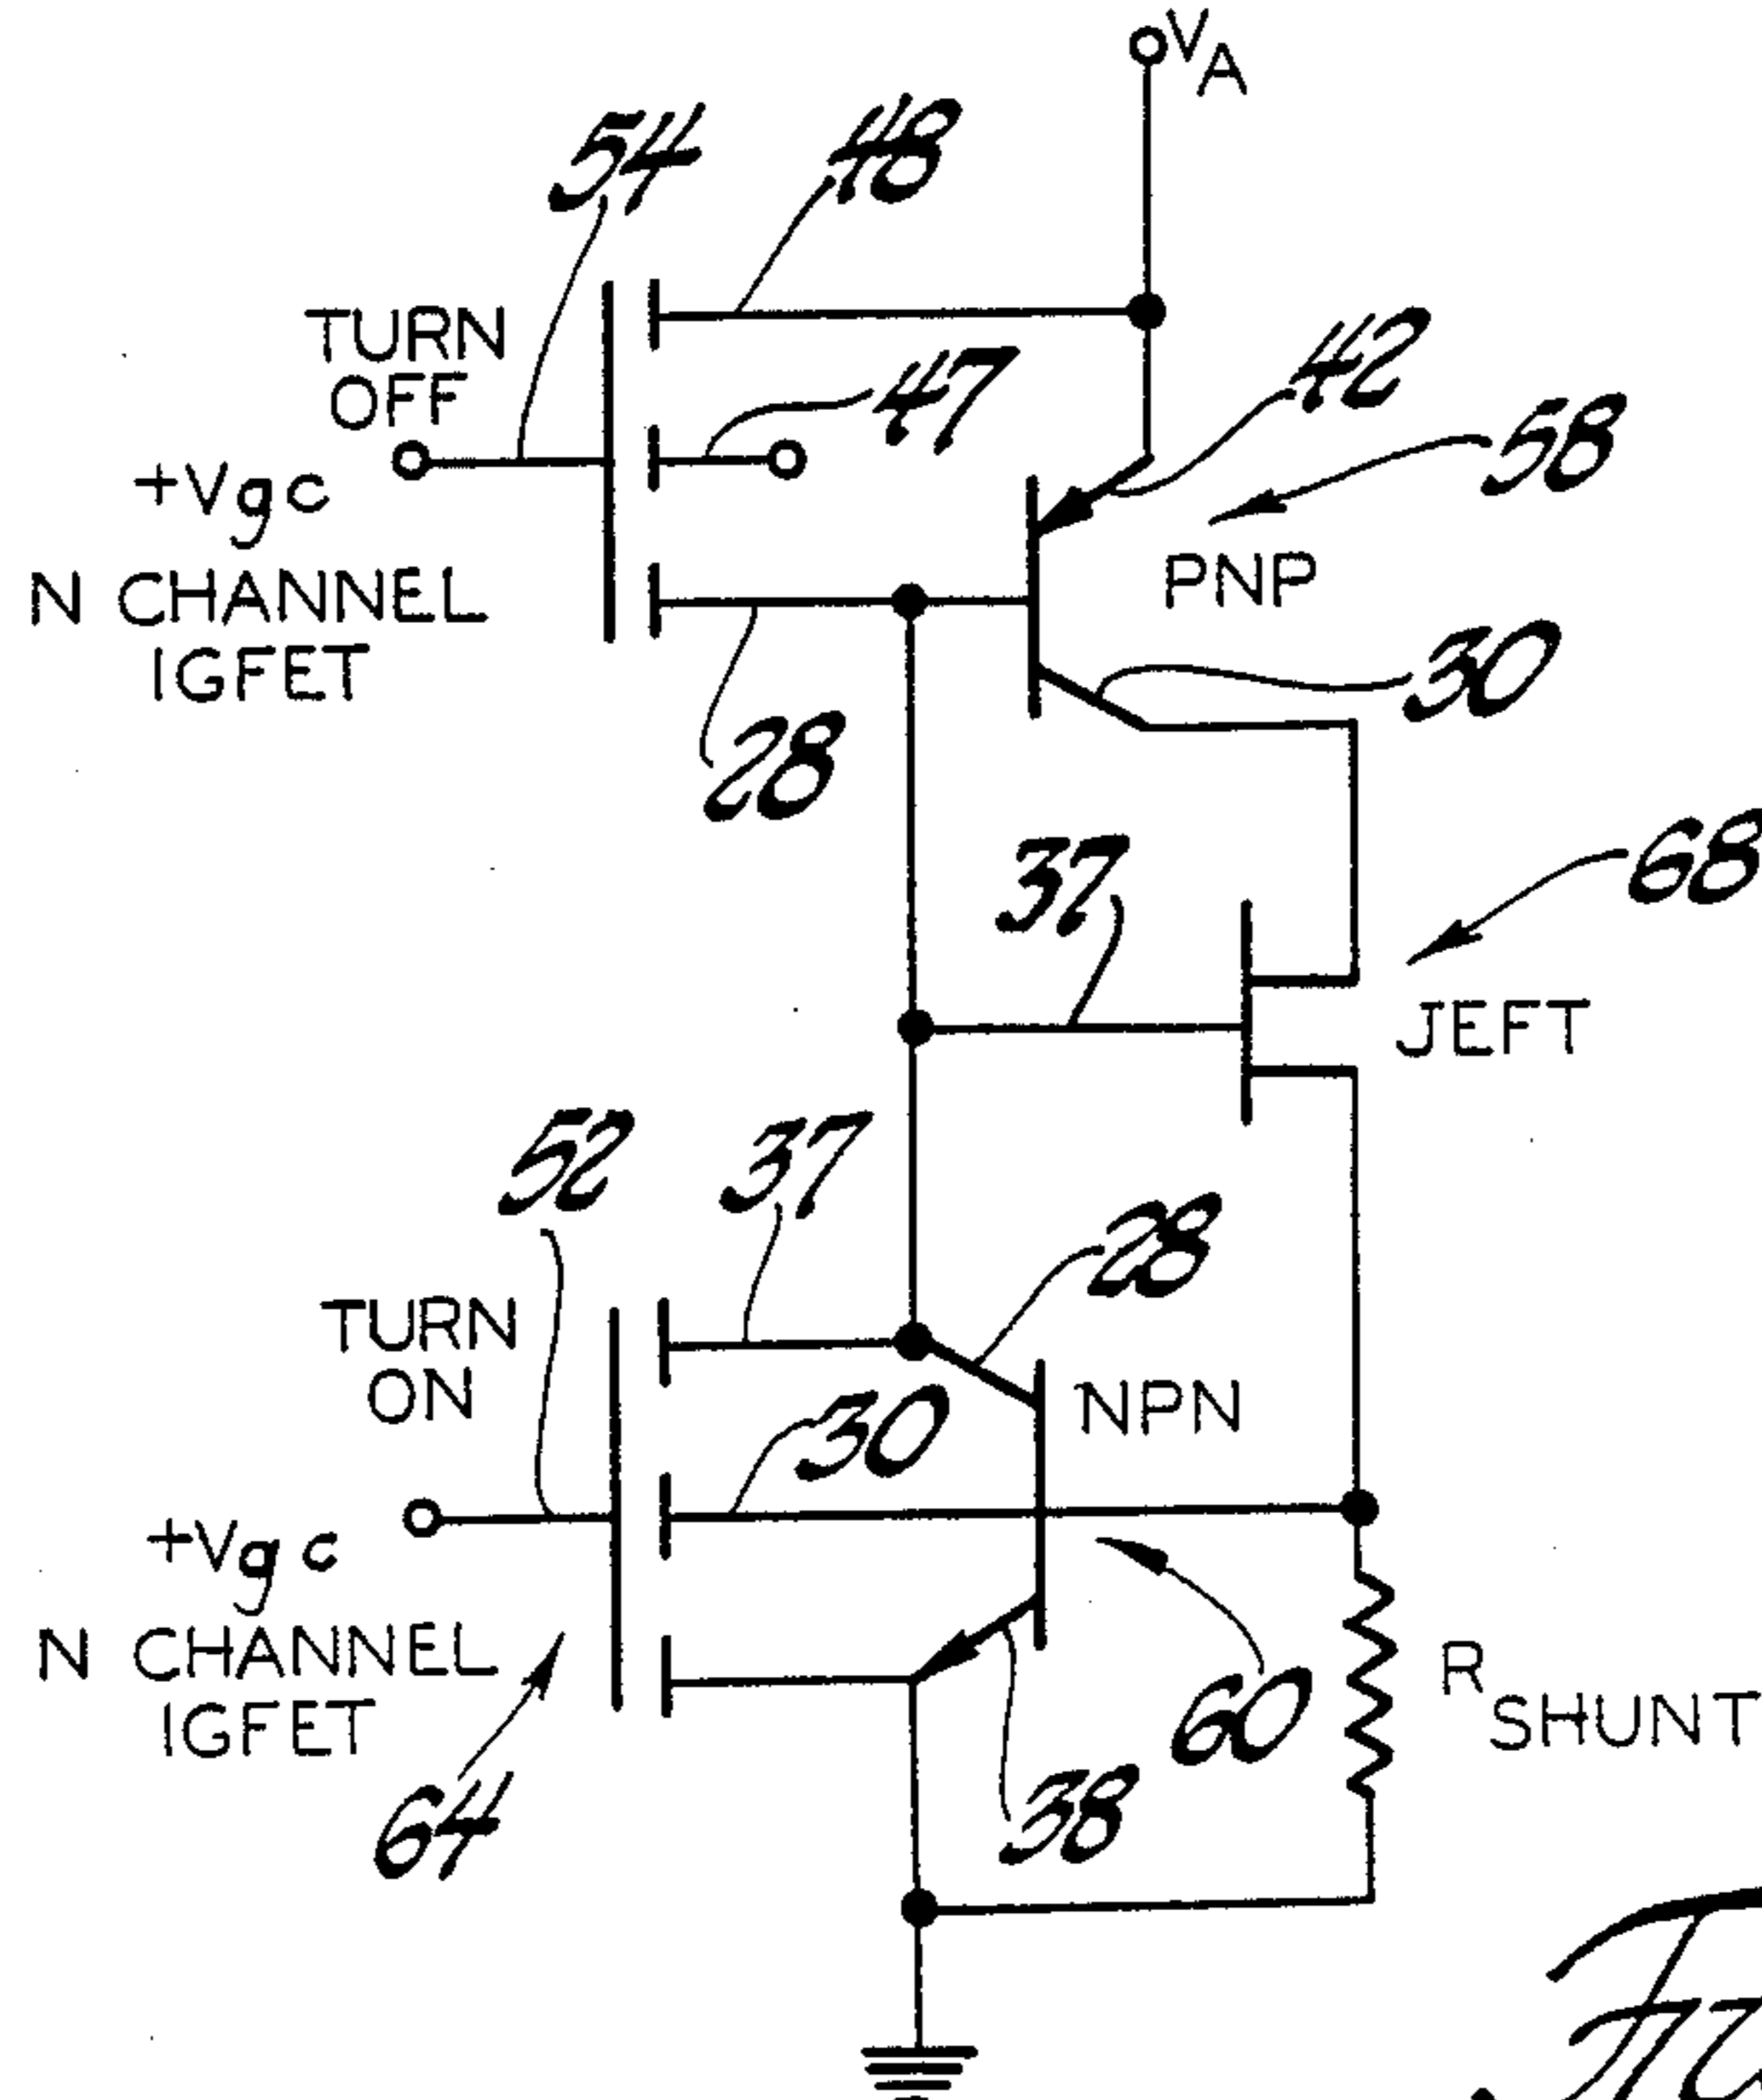 VA
54
48
TURN
OFF
47
42
58
+Vgc
PNP
N CHANNEL
IGFET
30
28
37
68
JEFT
52
37
28
TURN
ON
30
NPN
+Vgc
N CHANNEL
IGFET
R SHUNT
60
64
38